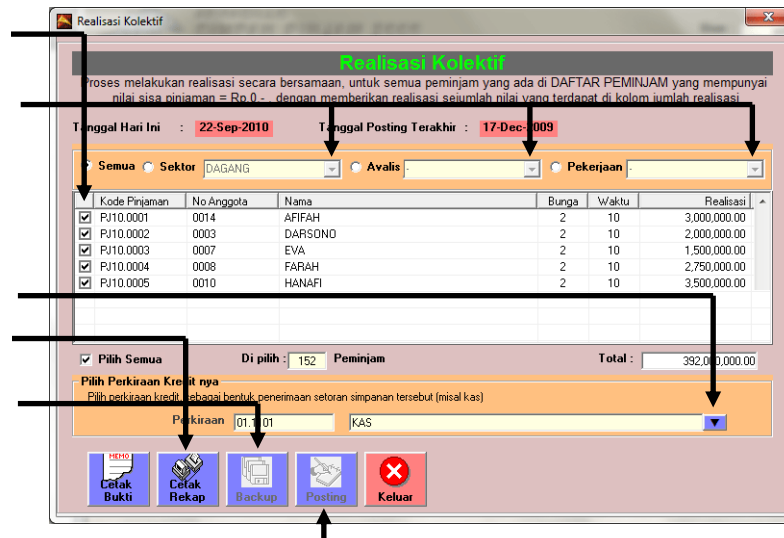 Realisasi Kolektif
Realisasi Kolektif
Proses melakukan realisasi secara bersamaan, untuk semua peminjam yang ada di DAFTAR PEMINJAM yang mempunyai
nilai sisa pinjaman = Rp.0,- , dengan memberikan realisasi sejumlah nilai yang terdapat di kolom jumlah realisasi
Tanggal Hari Ini : 22-Sep-2010 Tanggal Posting Terakhir : 17-Dec-2009
Semua Sektor DAGANG Avalis - Pekerjaan -
Kode Pinjaman No Anggota Nama Bunga Waktu Realisasi
PJ10.0001 0014 AFIFAH 2 10 3,000,000.00
PJ10.0002 0003 DARSONO 2 10 2,000,000.00
PJ10.0003 0007 EVA 2 10 1,500,000.00
PJ10.0004 0008 FARAH 2 10 2,750,000.00
PJ10.0005 0010 HANAFI 2 10 3,500,000.00
Pilih Semua Di pilih : 152 Peminjam Total : 392,000,000.00
Pilih Perkiraan Kredit nya
Pilih perkiraan kredit, sebagai bentuk penerimaan setoran simpanan tersebut (misal kas)
Perkiraan KAS
MEMO
Cetak Bukti
Cetak Rekap
Backup
Posting
Keluar